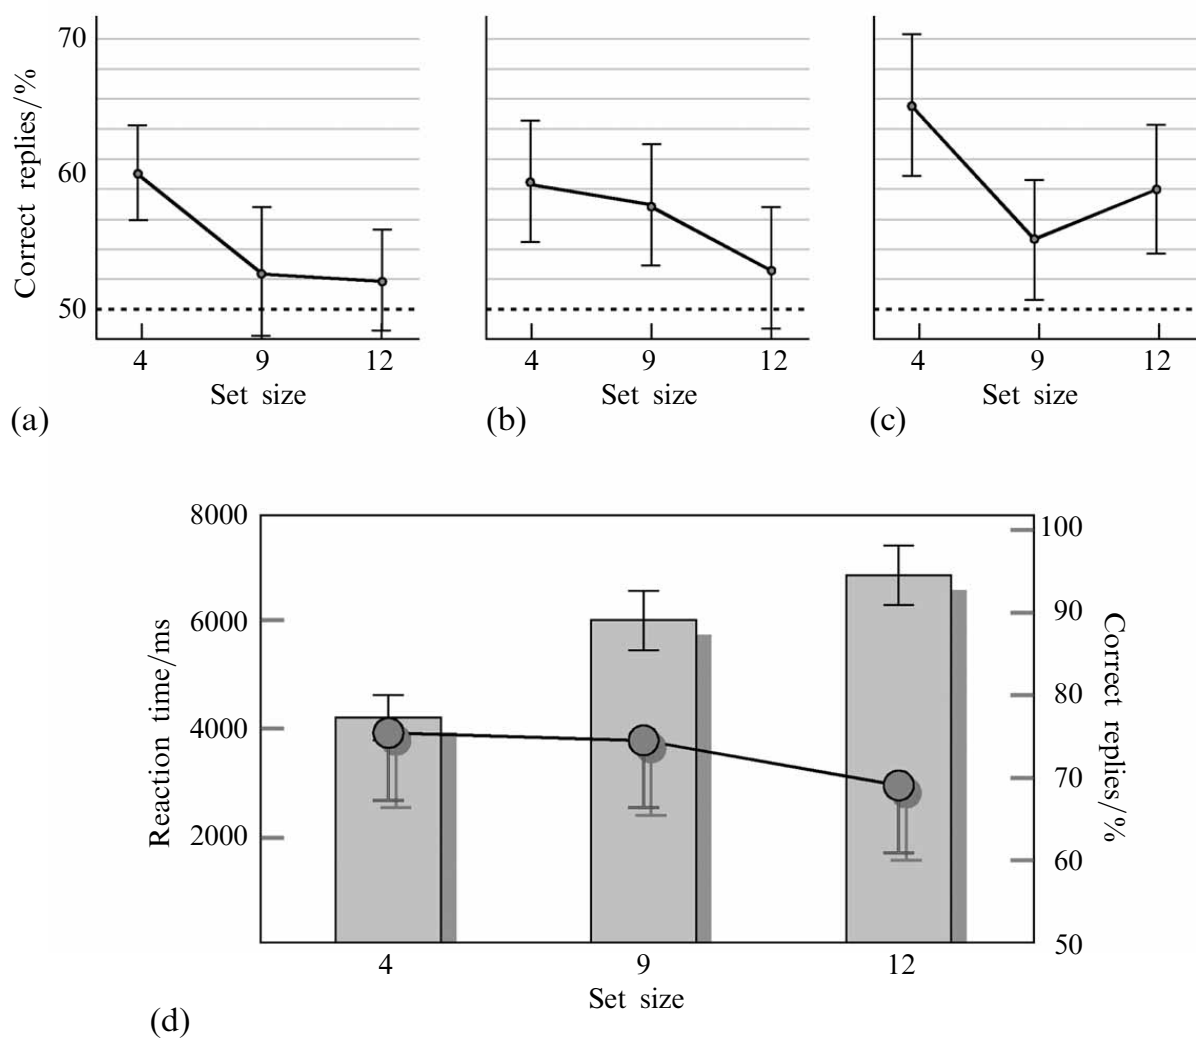 Correct replies/%
70
60
50
4 9 12
Set size
(a)
4 9 12
Set size
(b)
4 9 12
Set size
(c)
Reaction time/ms
8000
6000
4000
2000
100
90
80
70
60
50
Correct replies/%
4 9 12
Set size
(d)